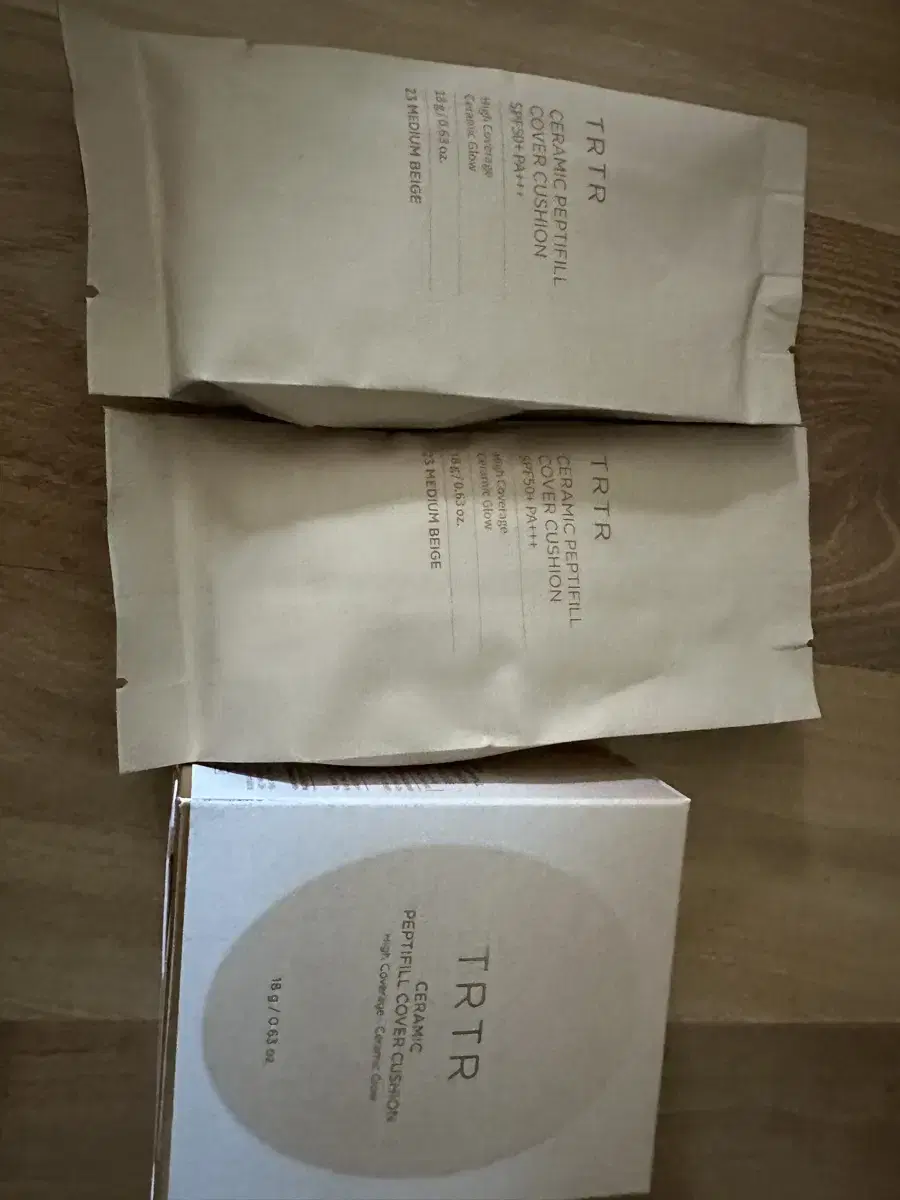 TRTR
CERAMIC PEPTIFILL
COVER CUSHION
SPF50+ PA+++
High Coverage
Ceramic Glow
18 g / 0.63 oz.
23 MEDIUM BEIGE
TRTR
CERAMIC PEPTIFILL
COVER CUSHION
SPF50+ PA+++
High Coverage
Ceramic Glow
18 g / 0.63 oz.
23 MEDIUM BEIGE
TRTR
CERAMIC
PEPTIFILL COVER CUSHION
High Coverage · Ceramic Glow
18 g / 0.63 oz.